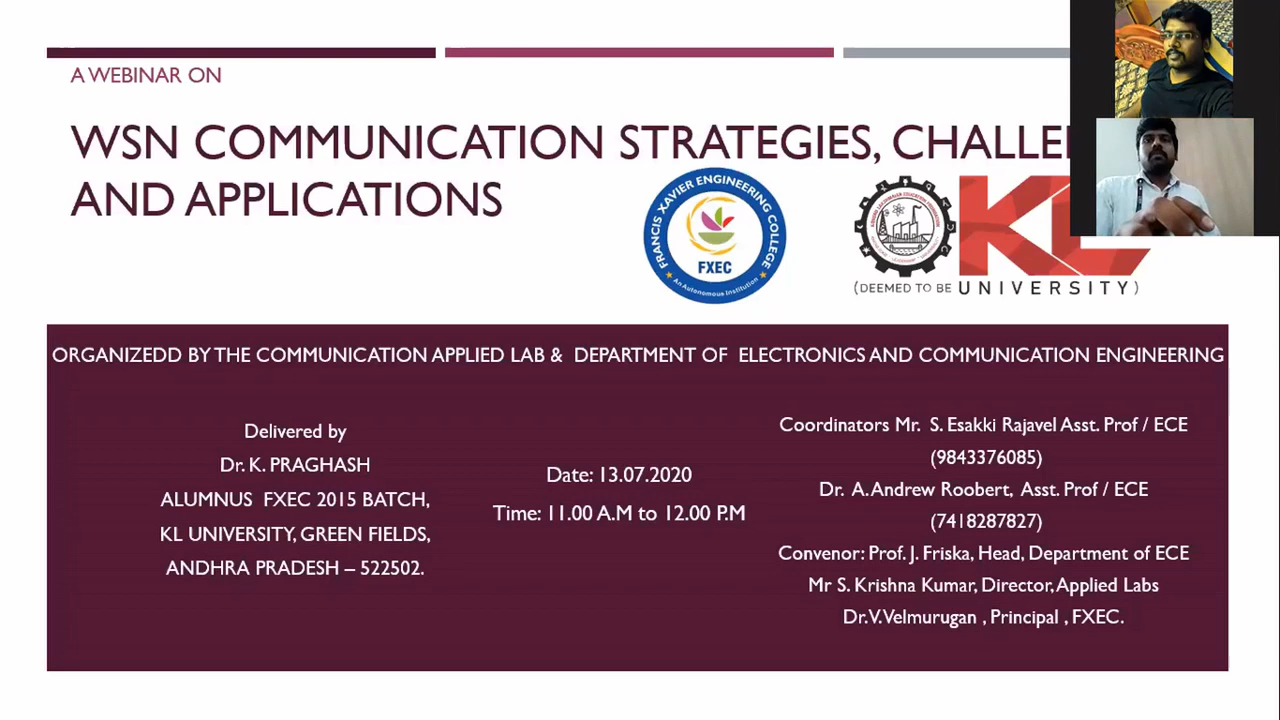 A WEBINAR ON
WSN COMMUNICATION STRATEGIES, CHALLE
AND APPLICATIONS
FRANCIS XAVIER ENGINEERING COLLEGE
FXEC
An Autonomous Institution
KL
(DEEMED TO BE UNIVERSITY)
ORGANIZEDD BY THE COMMUNICATION APPLIED LAB & DEPARTMENT OF ELECTRONICS AND COMMUNICATION ENGINEERING
Delivered by
Dr. K. PRAGHASH
ALUMNUS FXEC 2015 BATCH,
KL UNIVERSITY, GREEN FIELDS,
ANDHRA PRADESH – 522502.
Date: 13.07.2020
Time: 11.00 A.M to 12.00 P.M
Coordinators Mr. S. Esakki Rajavel Asst. Prof / ECE
(9843376085)
Dr. A. Andrew Roobert, Asst. Prof / ECE
(7418287827)
Convenor: Prof. J. Friska, Head, Department of ECE
Mr S. Krishna Kumar, Director, Applied Labs
Dr. V. Velmurugan , Principal , FXEC.